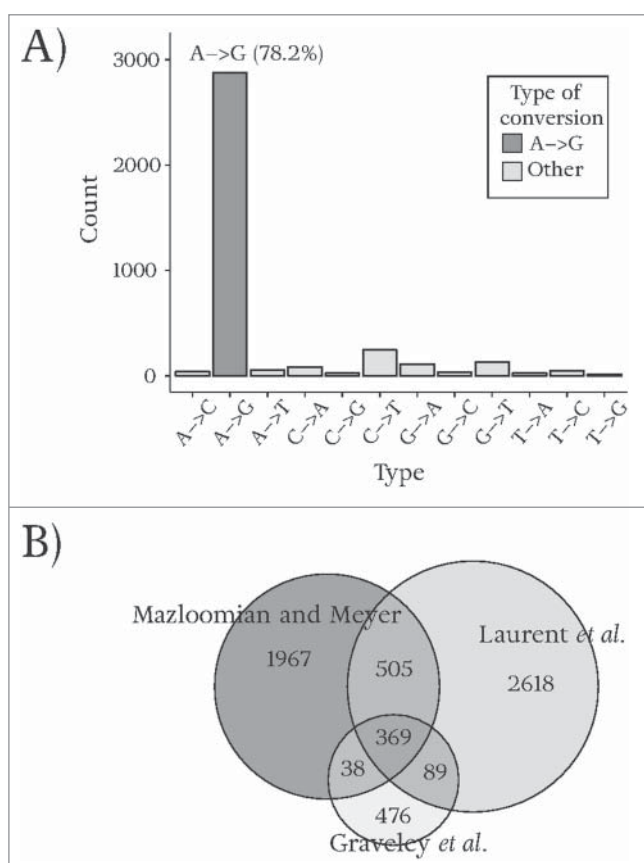 A)
A->G (78.2%)
3000
2000
1000
0
Count
Type of
conversion
A->G
Other
A->C
A->G
A->T
C->A
C->G
C->T
G->A
G->C
G->T
T->A
T->C
T->G
Type
B)
Mazloomian and Meyer
Laurent et al.
1967
505
2618
369
38
89
476
Graveley et al.